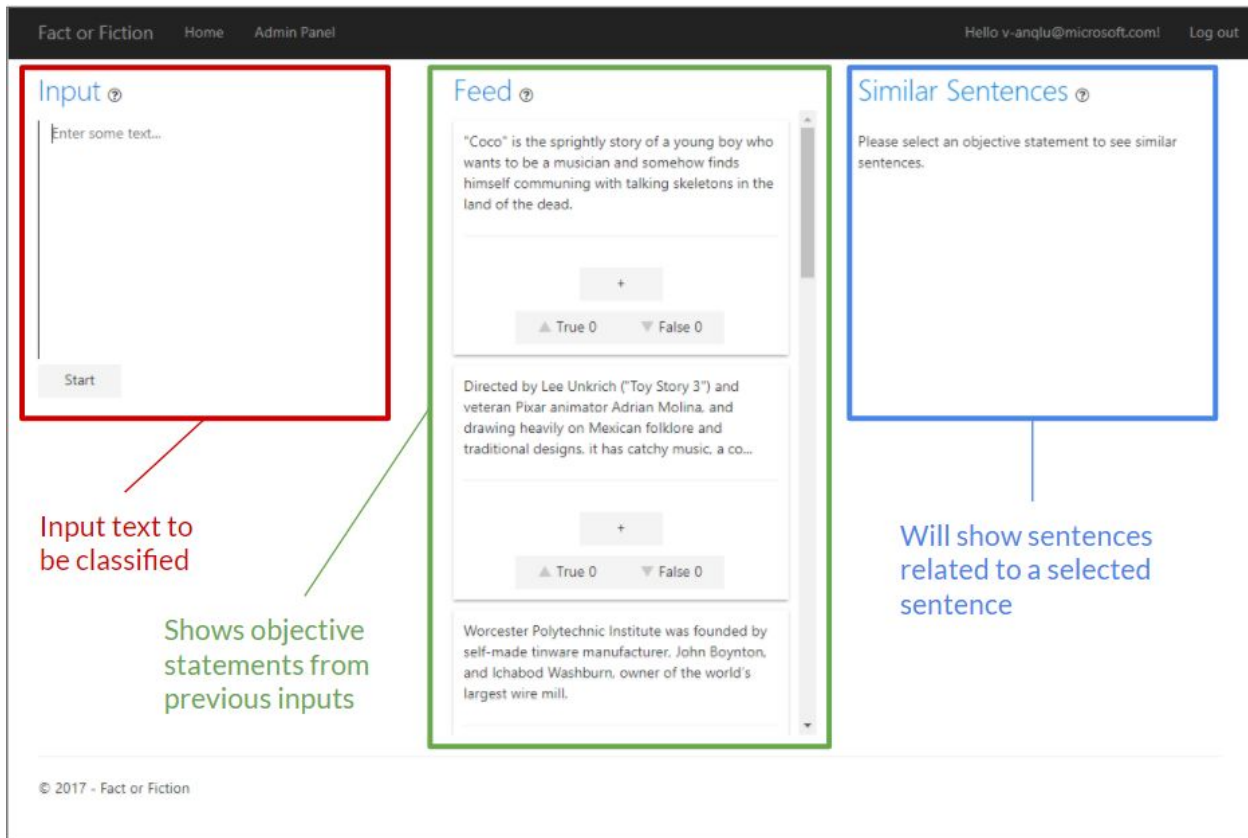 Fact or Fiction Home Admin Panel Hello v-anqlu@microsoft.com! Log out
Input ?
Enter some text...
Start
Input text to
be classified
Feed ?
"Coco" is the sprightly story of a young boy who
wants to be a musician and somehow finds
himself communing with talking skeletons in the
land of the dead.
+
▲ True 0 ▼ False 0
Directed by Lee Unkrich ("Toy Story 3") and
veteran Pixar animator Adrian Molina, and
drawing heavily on Mexican folklore and
traditional designs, it has catchy music, a co...
+
▲ True 0 ▼ False 0
Worcester Polytechnic Institute was founded by
self-made tinware manufacturer, John Boynton,
and Ichabod Washburn, owner of the world's
largest wire mill.
Shows objective
statements from
previous inputs
Similar Sentences ?
Please select an objective statement to see similar
sentences.
Will show sentences
related to a selected
sentence
© 2017 - Fact or Fiction